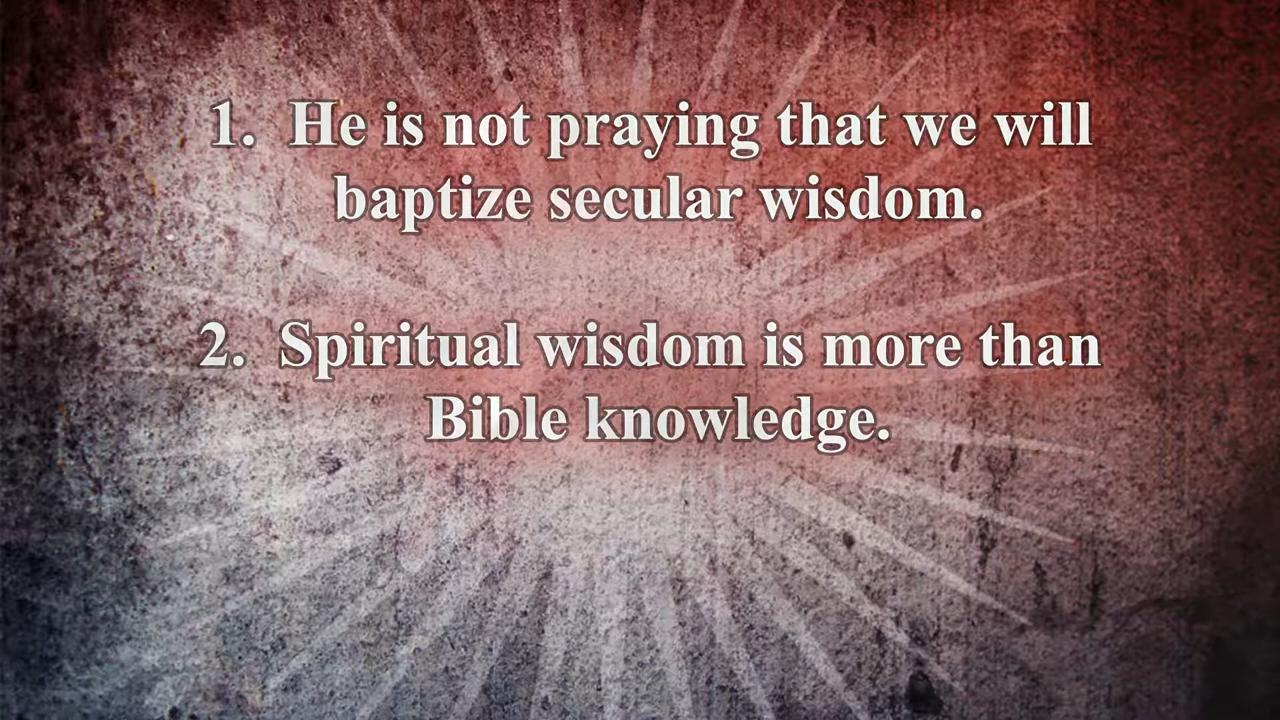 1. He is not praying that we will
baptize secular wisdom.
2. Spiritual wisdom is more than
Bible knowledge.